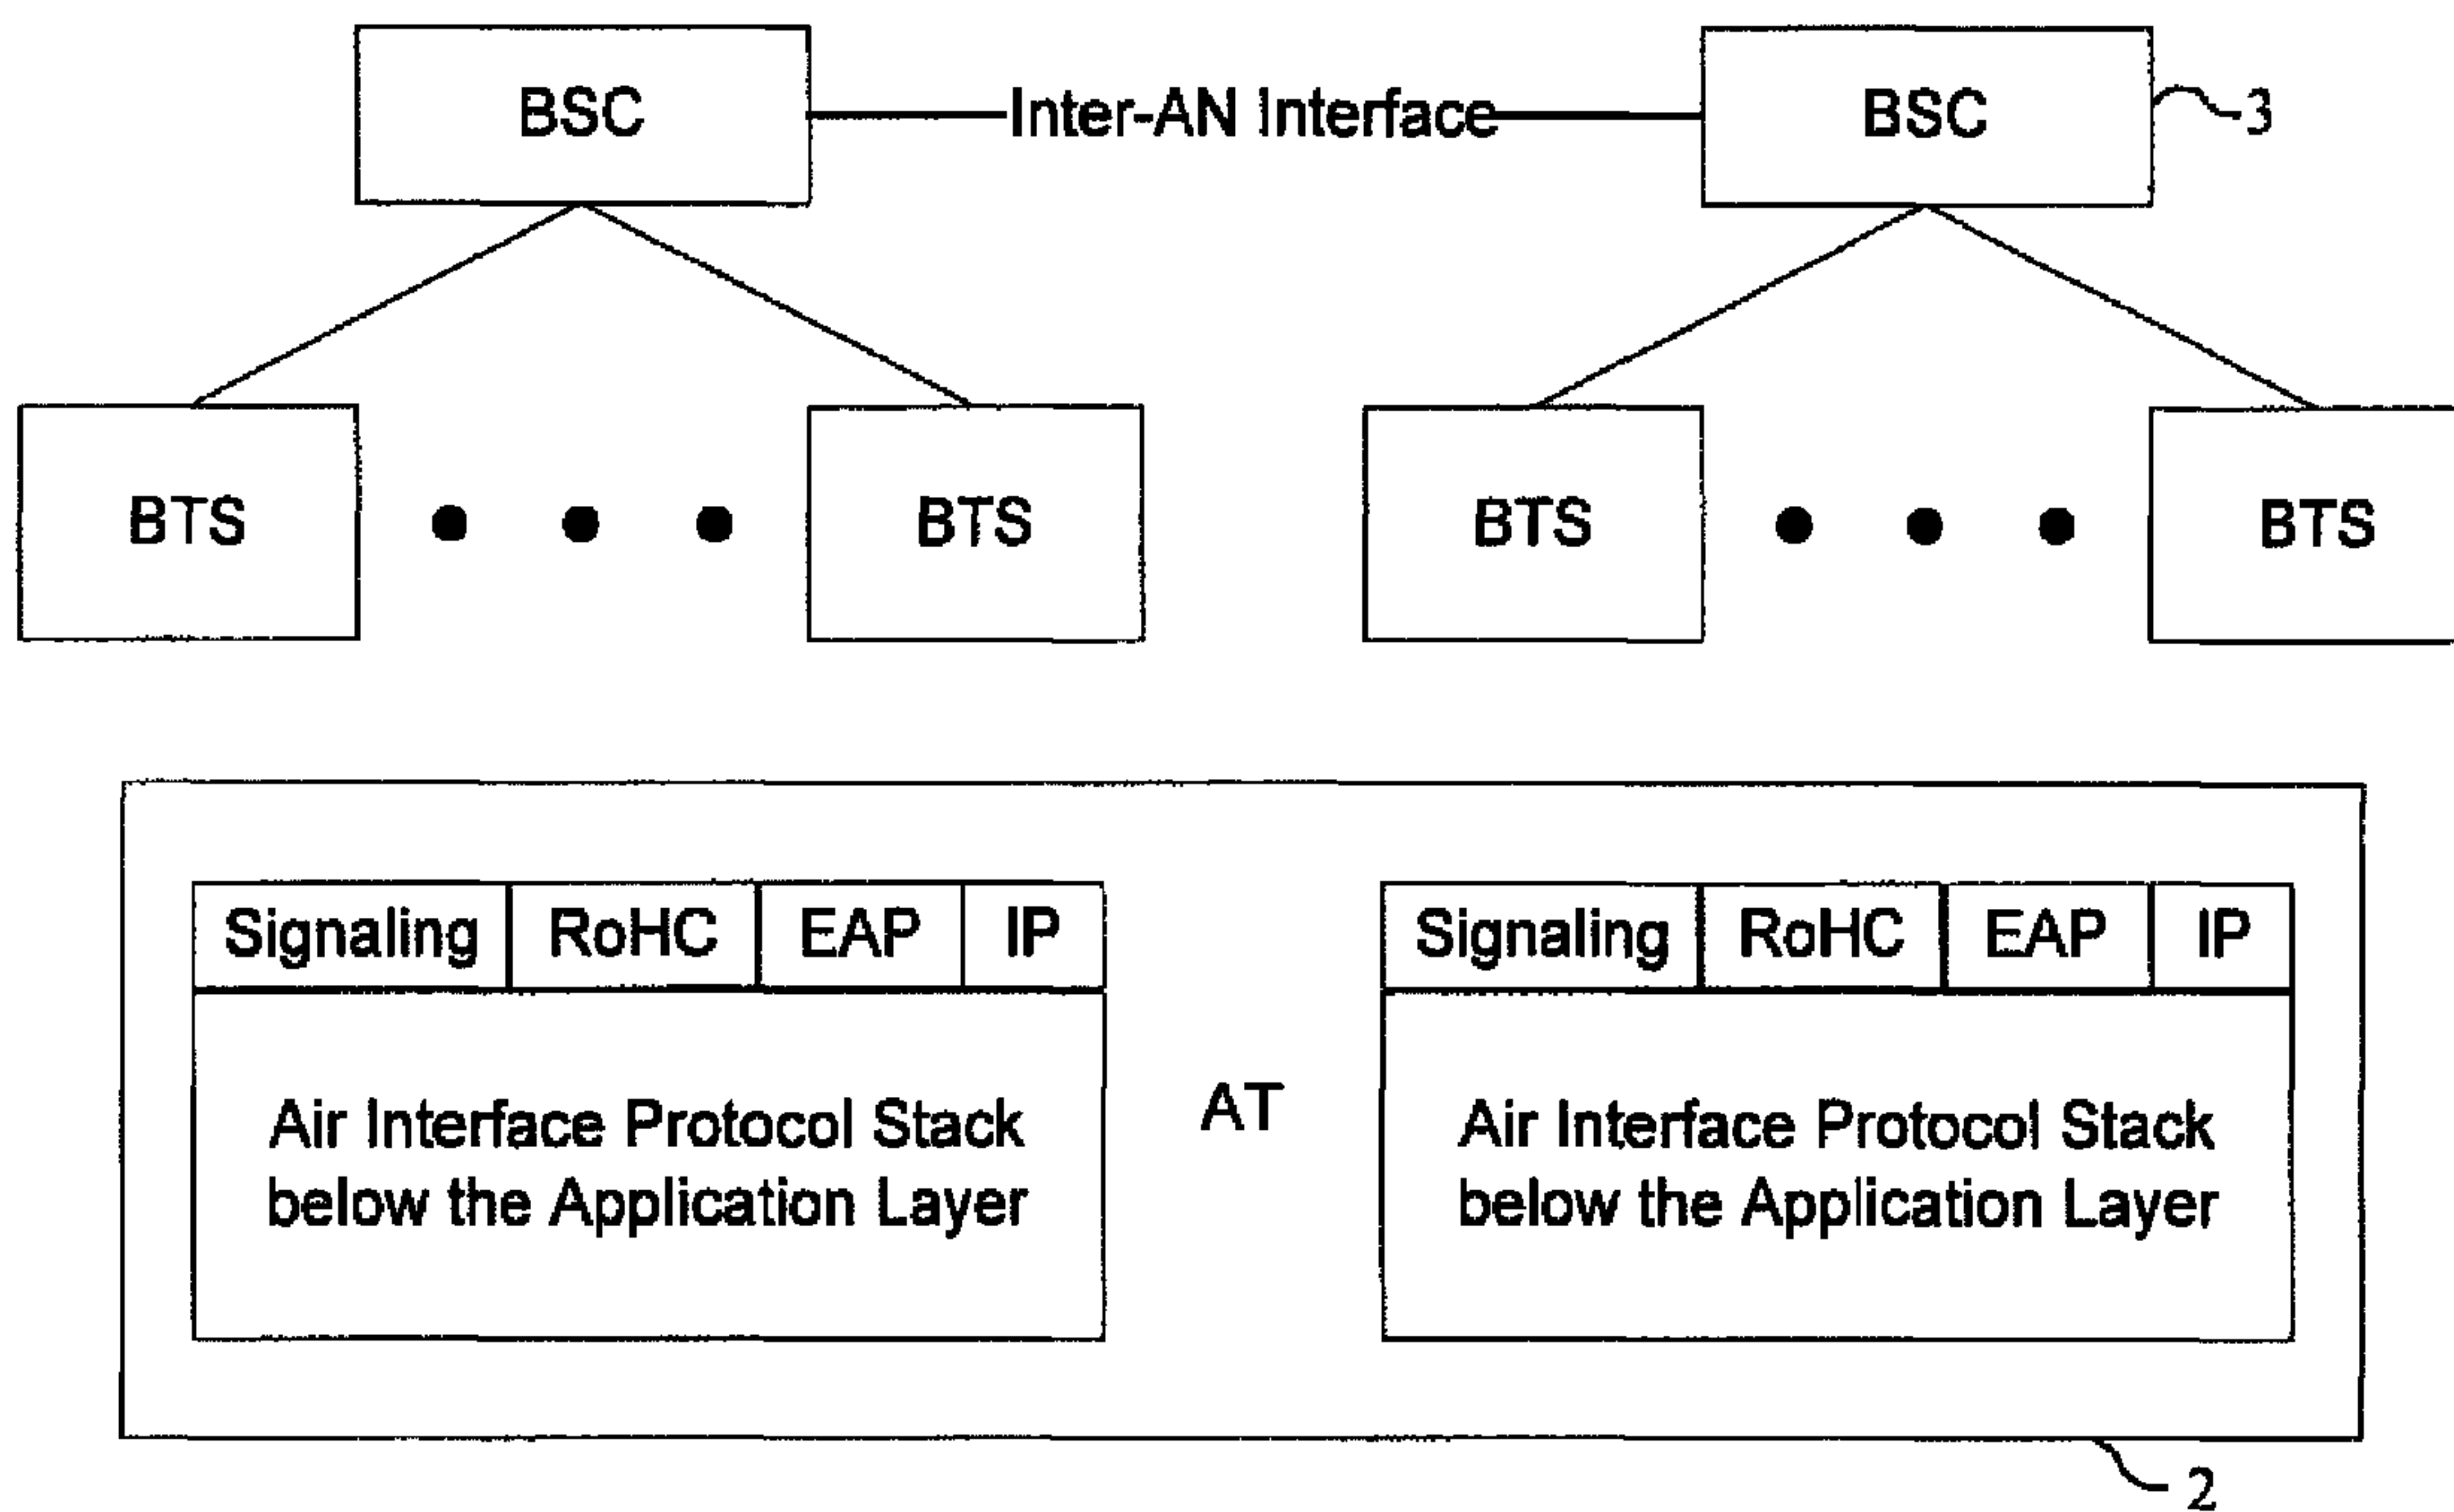 BSC Inter-AN Interface BSC 3
BTS BTS BTS BTS
Signaling RoHC EAP IP Signaling RoHC EAP IP
Air Interface Protocol Stack
below the Application Layer
AT
Air Interface Protocol Stack
below the Application Layer
2